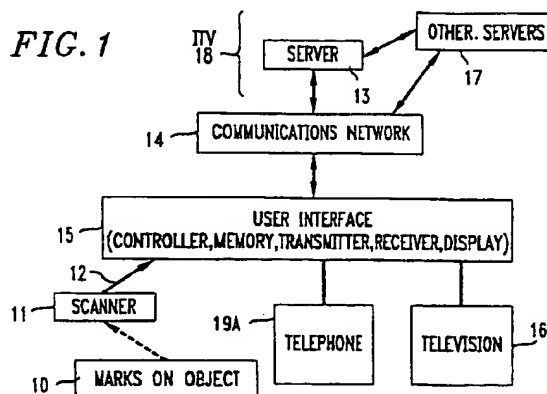 FIG. 1
ITV
18
SERVER
13
OTHER. SERVERS
17
14
COMMUNICATIONS NETWORK
15
USER INTERFACE
(CONTROLLER,MEMORY,TRANSMITTER,RECEIVER,DISPLAY)
12
11
SCANNER
19A
TELEPHONE
TELEVISION
16
10
MARKS ON OBJECT